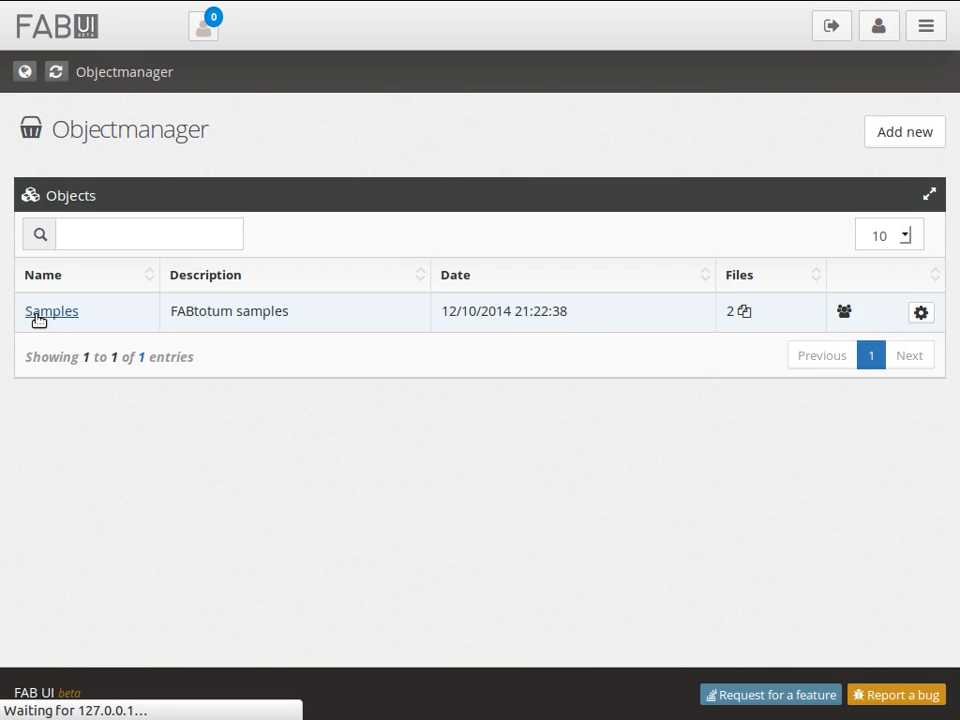 FABUI BETA
0
Objectmanager
Objectmanager
Add new
Objects
10
Name Description Date Files
Samples FABtotum samples 12/10/2014 21:22:38 2
Showing 1 to 1 of 1 entries
Previous 1 Next
FAB UI beta
Request for a feature Report a bug
Waiting for 127.0.0.1...